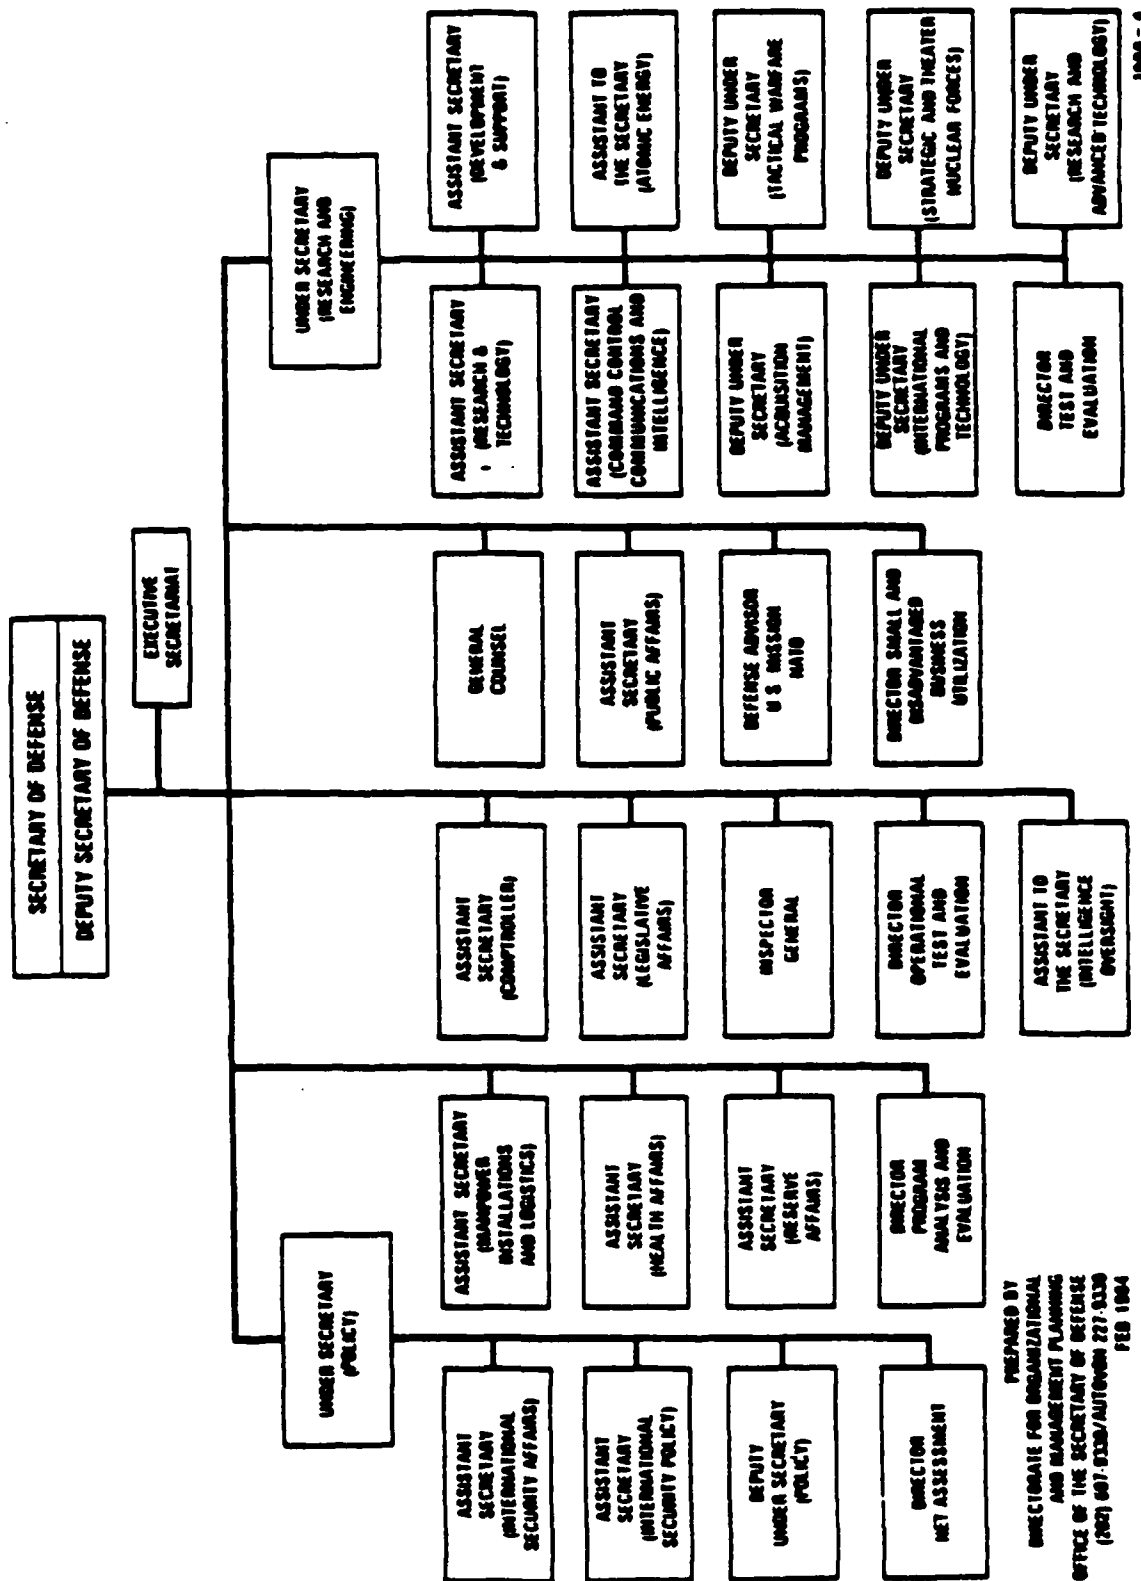 SECRETARY OF DEFENSE
DEPUTY SECRETARY OF DEFENSE
EXECUTIVE
SECRETARIAT
UNDER SECRETARY
(POLICY)
UNDER SECRETARY
(RESEARCH AND
ENGINEERING)
ASSISTANT
SECRETARY
(INTERNATIONAL
SECURITY AFFAIRS)
ASSISTANT SECRETARY
(MANPOWER
INSTALLATIONS
AND LOGISTICS)
ASSISTANT
SECRETARY
(COMPTROLLER)
GENERAL
COUNSEL
ASSISTANT SECRETARY
(RESEARCH &
TECHNOLOGY)
ASSISTANT SECRETARY
(DEVELOPMENT
& SUPPORT)
ASSISTANT
SECRETARY
(INTERNATIONAL
SECURITY POLICY)
ASSISTANT
SECRETARY
(HEALTH AFFAIRS)
ASSISTANT
SECRETARY
(LEGISLATIVE
AFFAIRS)
ASSISTANT
SECRETARY
(PUBLIC AFFAIRS)
ASSISTANT SECRETARY
(COMMAND CONTROL
COMMUNICATIONS AND
INTELLIGENCE)
ASSISTANT TO
THE SECRETARY
(ATOMIC ENERGY)
DEPUTY
UNDER SECRETARY
(POLICY)
ASSISTANT
SECRETARY
(RESERVE
AFFAIRS)
INSPECTOR
GENERAL
DEFENSE ADVISOR
U S MISSION
NATO
DEPUTY UNDER
SECRETARY
(ACQUISITION
MANAGEMENT)
DEPUTY UNDER
SECRETARY
(TACTICAL WARFARE
PROGRAMS)
DIRECTOR
NET ASSESSMENT
DIRECTOR
PROGRAM
ANALYSIS AND
EVALUATION
DIRECTOR
OPERATIONAL
TEST AND
EVALUATION
DIRECTOR SMALL AND
DISADVANTAGED
BUSINESS
UTILIZATION
DEPUTY UNDER
SECRETARY
(INTERNATIONAL
PROGRAMS AND
TECHNOLOGY)
DEPUTY UNDER
SECRETARY
(STRATEGIC AND THEATER
NUCLEAR FORCES)
ASSISTANT TO
THE SECRETARY
(INTELLIGENCE
OVERSIGHT)
DIRECTOR
TEST AND
EVALUATION
DEPUTY UNDER
SECRETARY
(RESEARCH AND
ADVANCED TECHNOLOGY)
PREPARED BY
DIRECTORATE FOR ORGANIZATIONAL
AND MANAGEMENT PLANNING
OFFICE OF THE SECRETARY OF DEFENSE
(202) 697-9330/AUTOVON 227-9330
FEB 1984